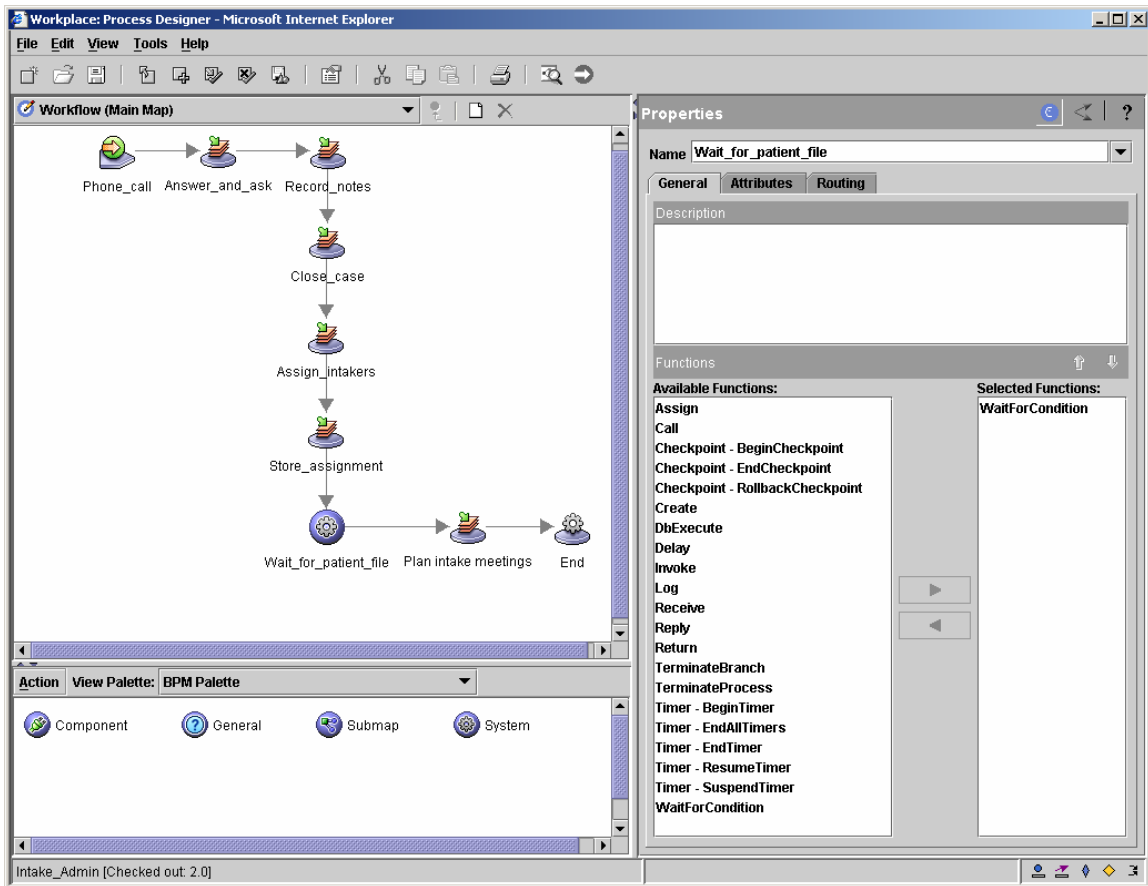 Workplace: Process Designer - Microsoft Internet Explorer
File Edit View Tools Help
Workflow (Main Map)
Phone_call Answer_and_ask Record_notes
Close_case
Assign_intakers
Store_assignment
Wait_for_patient_file Plan intake meetings End
Action View Palette: BPM Palette
Component General Submap System
Properties
?
Name Wait_for_patient_file
General Attributes Routing
Description
Functions
Available Functions:
Assign
Call
Checkpoint - BeginCheckpoint
Checkpoint - EndCheckpoint
Checkpoint - RollbackCheckpoint
Create
DbExecute
Delay
Invoke
Log
Receive
Reply
Return
TerminateBranch
TerminateProcess
Timer - BeginTimer
Timer - EndAllTimers
Timer - EndTimer
Timer - ResumeTimer
Timer - SuspendTimer
WaitForCondition
Selected Functions:
WaitForCondition
Intake_Admin [Checked out: 2.0]